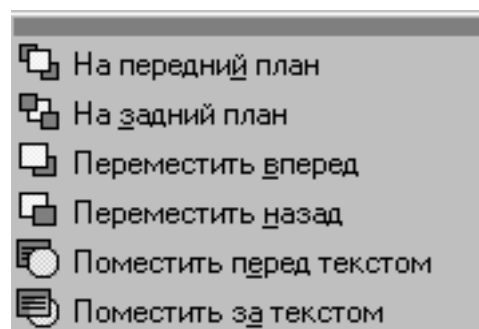 На передний план
На задний план
Переместить вперед
Переместить назад
Поместить перед текстом
Поместить за текстом